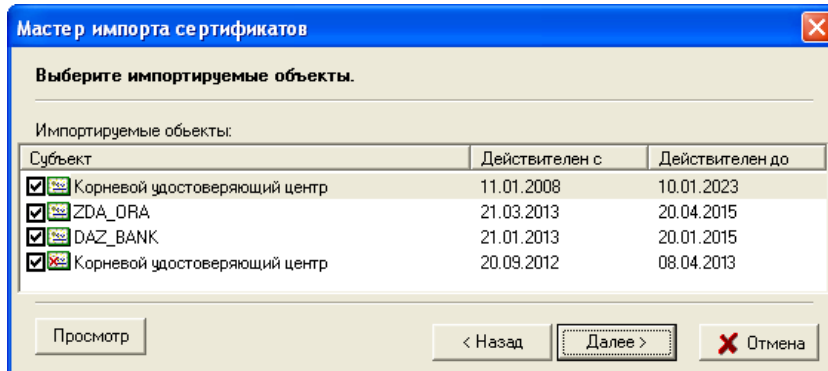 Мастер импорта сертификатов
Выберите импортируемые объекты.
Импортируемые обьекты:
Субъект Действителен с Действителен до
Корневой удостоверяющий центр 11.01.2008 10.01.2023
ZDA_ORA 21.03.2013 20.04.2015
DAZ_BANK 21.01.2013 20.01.2015
Корневой удостоверяющий центр 20.09.2012 08.04.2013
Просмотр < Назад Далее > Отмена